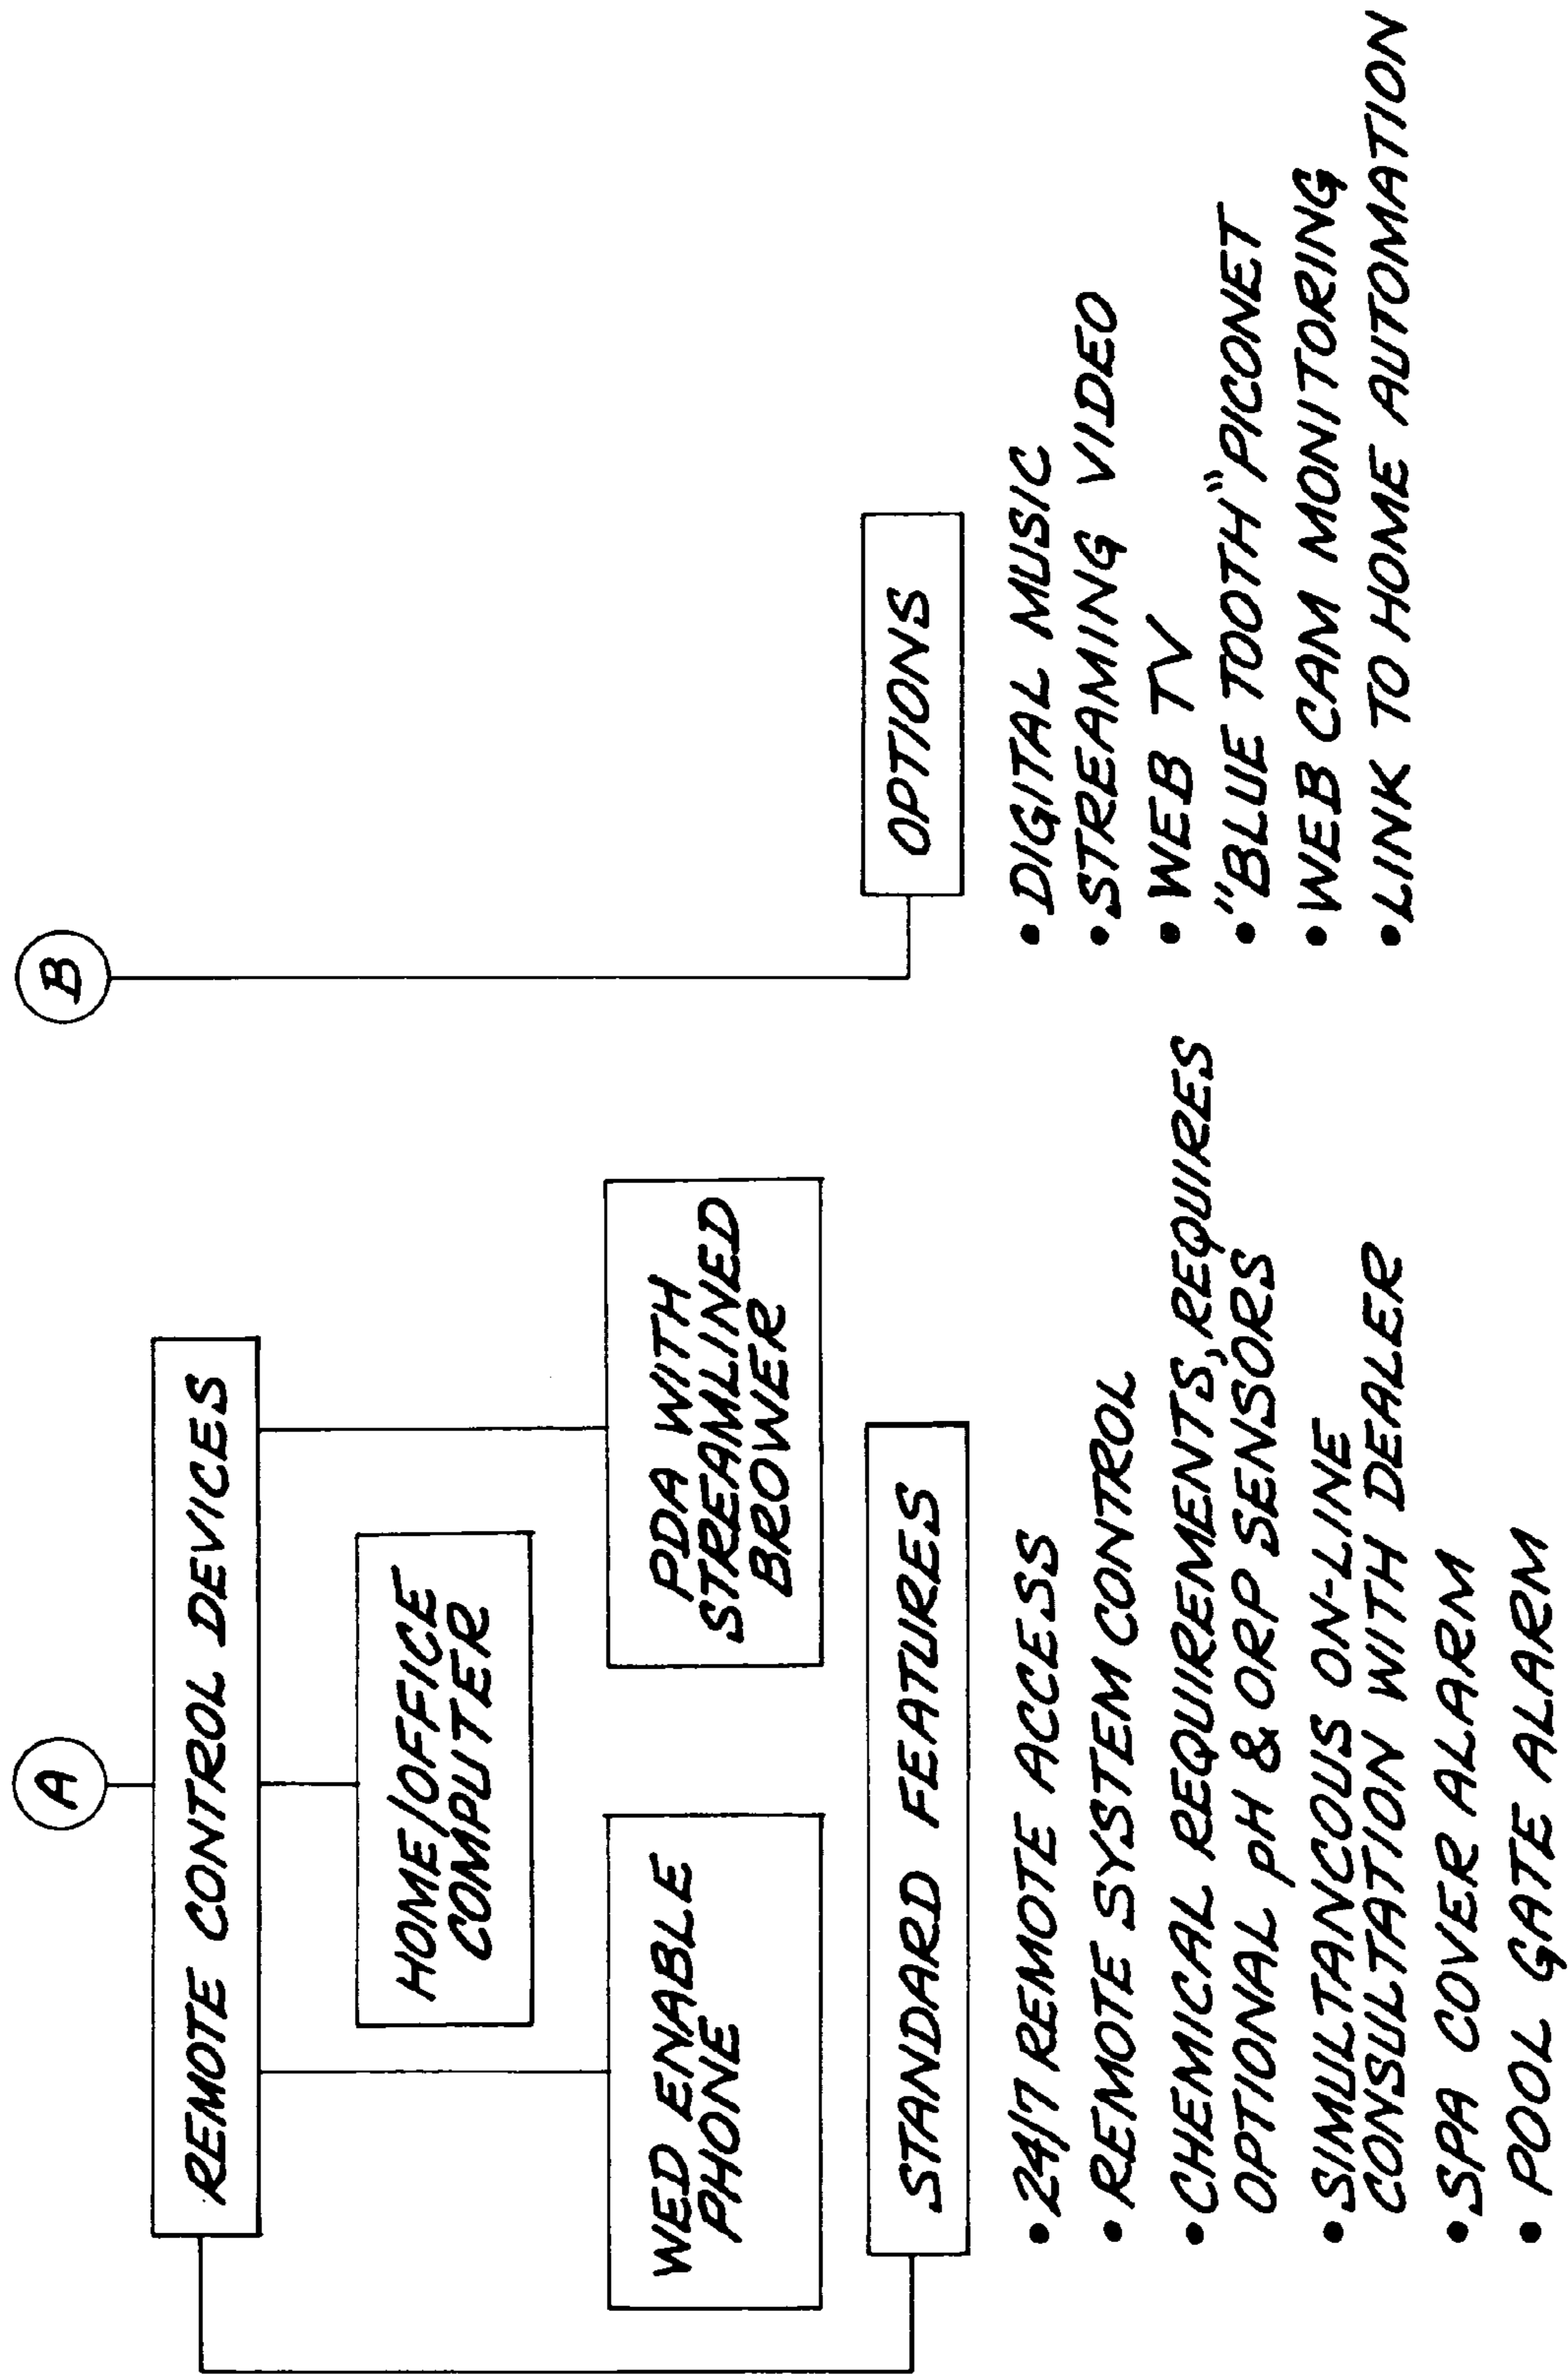 A
REMOTE CONTROL DEVICES
HOME/OFFICE
COMPUTER
WED ENABLE
PHONE
PDA WITH
STREAMLINED
BROWER
STANDARD FEATURES
• 24/7 REMOTE ACCESS
• REMOTE SYSTEM CONTROL
• CHEMICAL REQUIREMENTS, REQUIRES
OPTIONAL pH & ORP SENSORS
• SIMULTANCOUS ON-LINE
CONSULTATION WITH DEALER
• SPA COVER ALARM
• POOL GATE ALARM
B
OPTIONS
• DIGITAL MUSIC
• STREAMING VIDEO
• WEB TV
• "BLUE TOOTH" PICONET
• WEB CAM MONITORING
• LINK TO HOME AUTOMATION